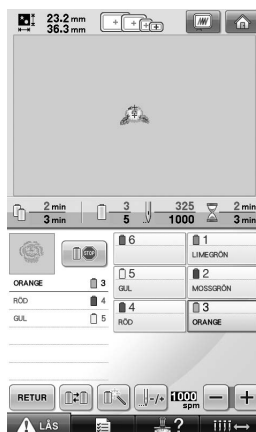 23.2 mm
36.3 mm
2 min
3 min
3
5
325
1000
2 min
3 min
ORANGE 3
RÖD 4
GUL 5
6
1
LIMEGRÖN
5
GUL
2
MOSSGRÖN
4
RÖD
3
ORANGE
RETUR
-/+
1000
spm
−
+
LÅS
?